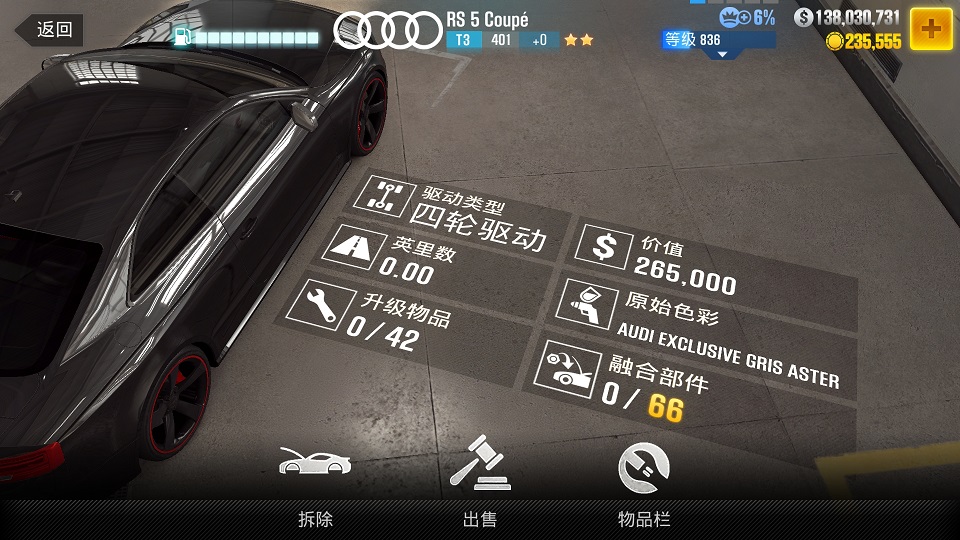 返回
RS 5 Coupé
T3 401 +0
等级 836
6%
138,030,731
235,555
驱动类型
四轮驱动
英里数
0.00
升级物品
0 / 42
价值
265,000
原始色彩
AUDI EXCLUSIVE GRIS ASTER
融合部件
0 / 66
拆除
出售
物品栏